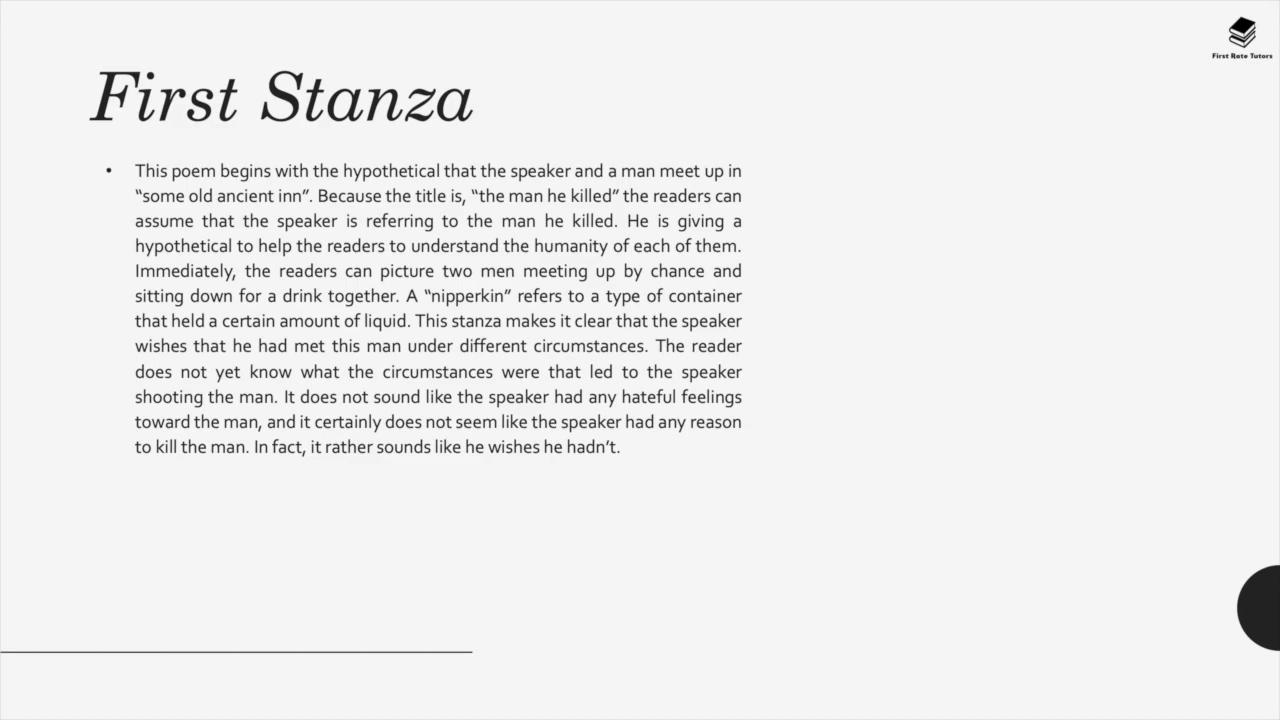 First Rate Tutors
First Stanza
• This poem begins with the hypothetical that the speaker and a man meet up in
“some old ancient inn”. Because the title is, “the man he killed” the readers can
assume that the speaker is referring to the man he killed. He is giving a
hypothetical to help the readers to understand the humanity of each of them.
Immediately, the readers can picture two men meeting up by chance and
sitting down for a drink together. A “nipperkin” refers to a type of container
that held a certain amount of liquid. This stanza makes it clear that the speaker
wishes that he had met this man under different circumstances. The reader
does not yet know what the circumstances were that led to the speaker
shooting the man. It does not sound like the speaker had any hateful feelings
toward the man, and it certainly does not seem like the speaker had any reason
to kill the man. In fact, it rather sounds like he wishes he hadn’t.